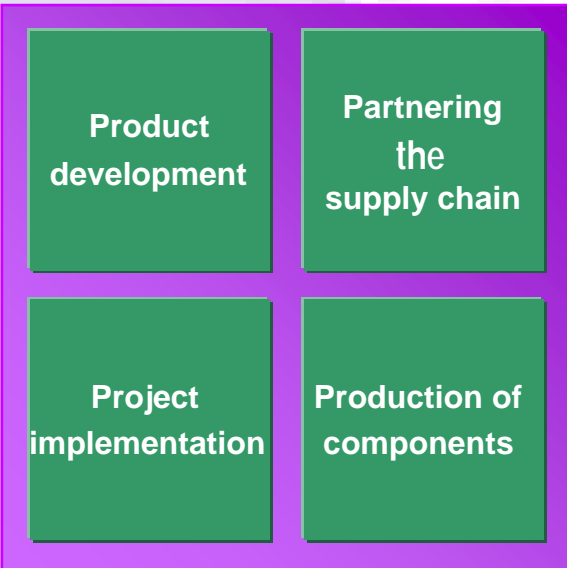 Product
development
Partnering
the
supply chain
Project
implementation
Production of
components